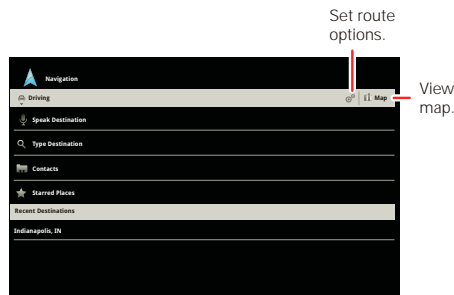 Set route
options.
Navigation
Driving
Map
View
map.
Speak Destination
Type Destination
Contacts
Starred Places
Recent Destinations
Indianapolis, IN